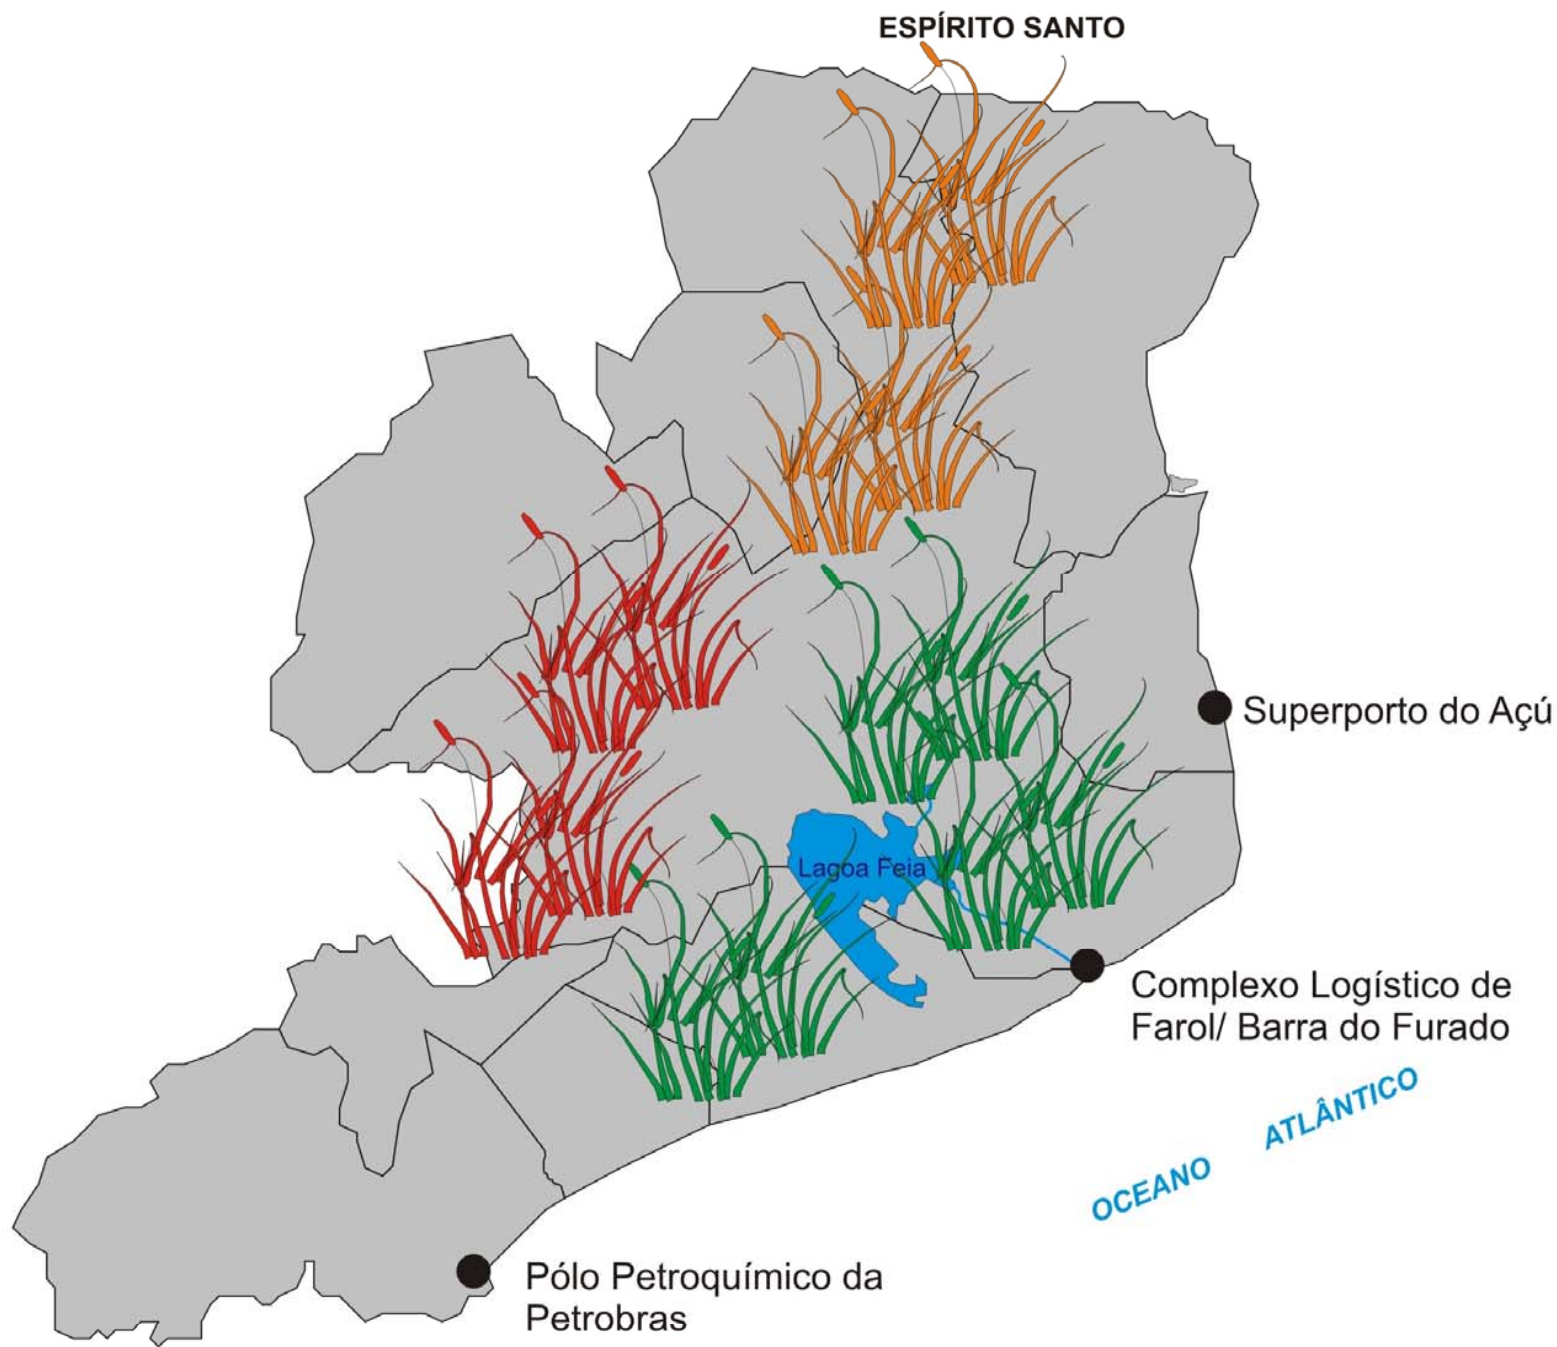 ESPÍRITO SANTO
Superporto do Açú
Lagoa Feia
Complexo Logístico de
Farol/ Barra do Furado
OCEANO ATLÂNTICO
Pólo Petroquímico da
Petrobras